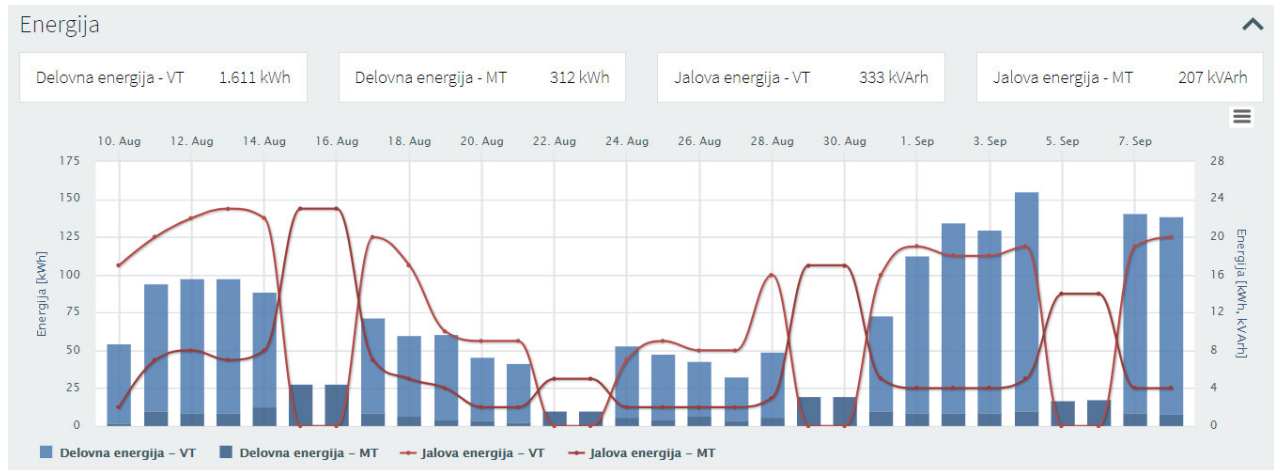 Energija
Delovna energija - VT 1.611 kWh
Delovna energija - MT 312 kWh
Jalova energija - VT 333 kVArh
Jalova energija - MT 207 kVArh
10. Aug 12. Aug 14. Aug 16. Aug 18. Aug 20. Aug 22. Aug 24. Aug 26. Aug 28. Aug 30. Aug 1. Sep 3. Sep 5. Sep 7. Sep
175
150
125
100
75
50
25
0
Energija [kWh]
28
24
20
16
12
8
4
0
Energija [kWh, kVArh]
Delovna energija – VT Delovna energija – MT Jalova energija – VT Jalova energija – MT